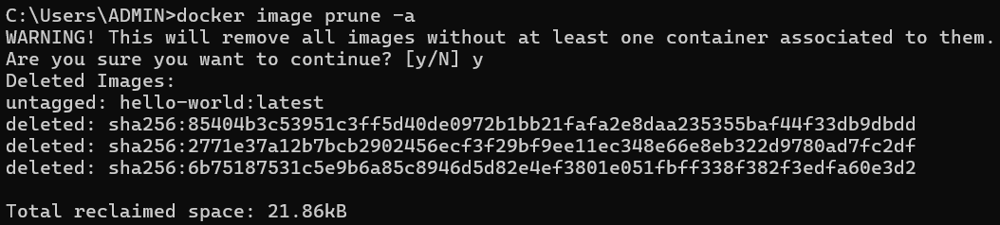 C:\Users\ADMIN>docker image prune -a
WARNING! This will remove all images without at least one container associated to them.
Are you sure you want to continue? [y/N] y
Deleted Images:
untagged: hello-world:latest
deleted: sha256:85404b3c53951c3ff5d40de0972b1bb21fafa2e8daa235355baf44f33db9dbdd
deleted: sha256:2771e37a12b7bcb2902456ecf3f29bf9ee11ec348e66e8eb322d9780ad7fc2df
deleted: sha256:6b75187531c5e9b6a85c8946d5d82e4ef3801e051fbff338f382f3edfa60e3d2
Total reclaimed space: 21.86kB